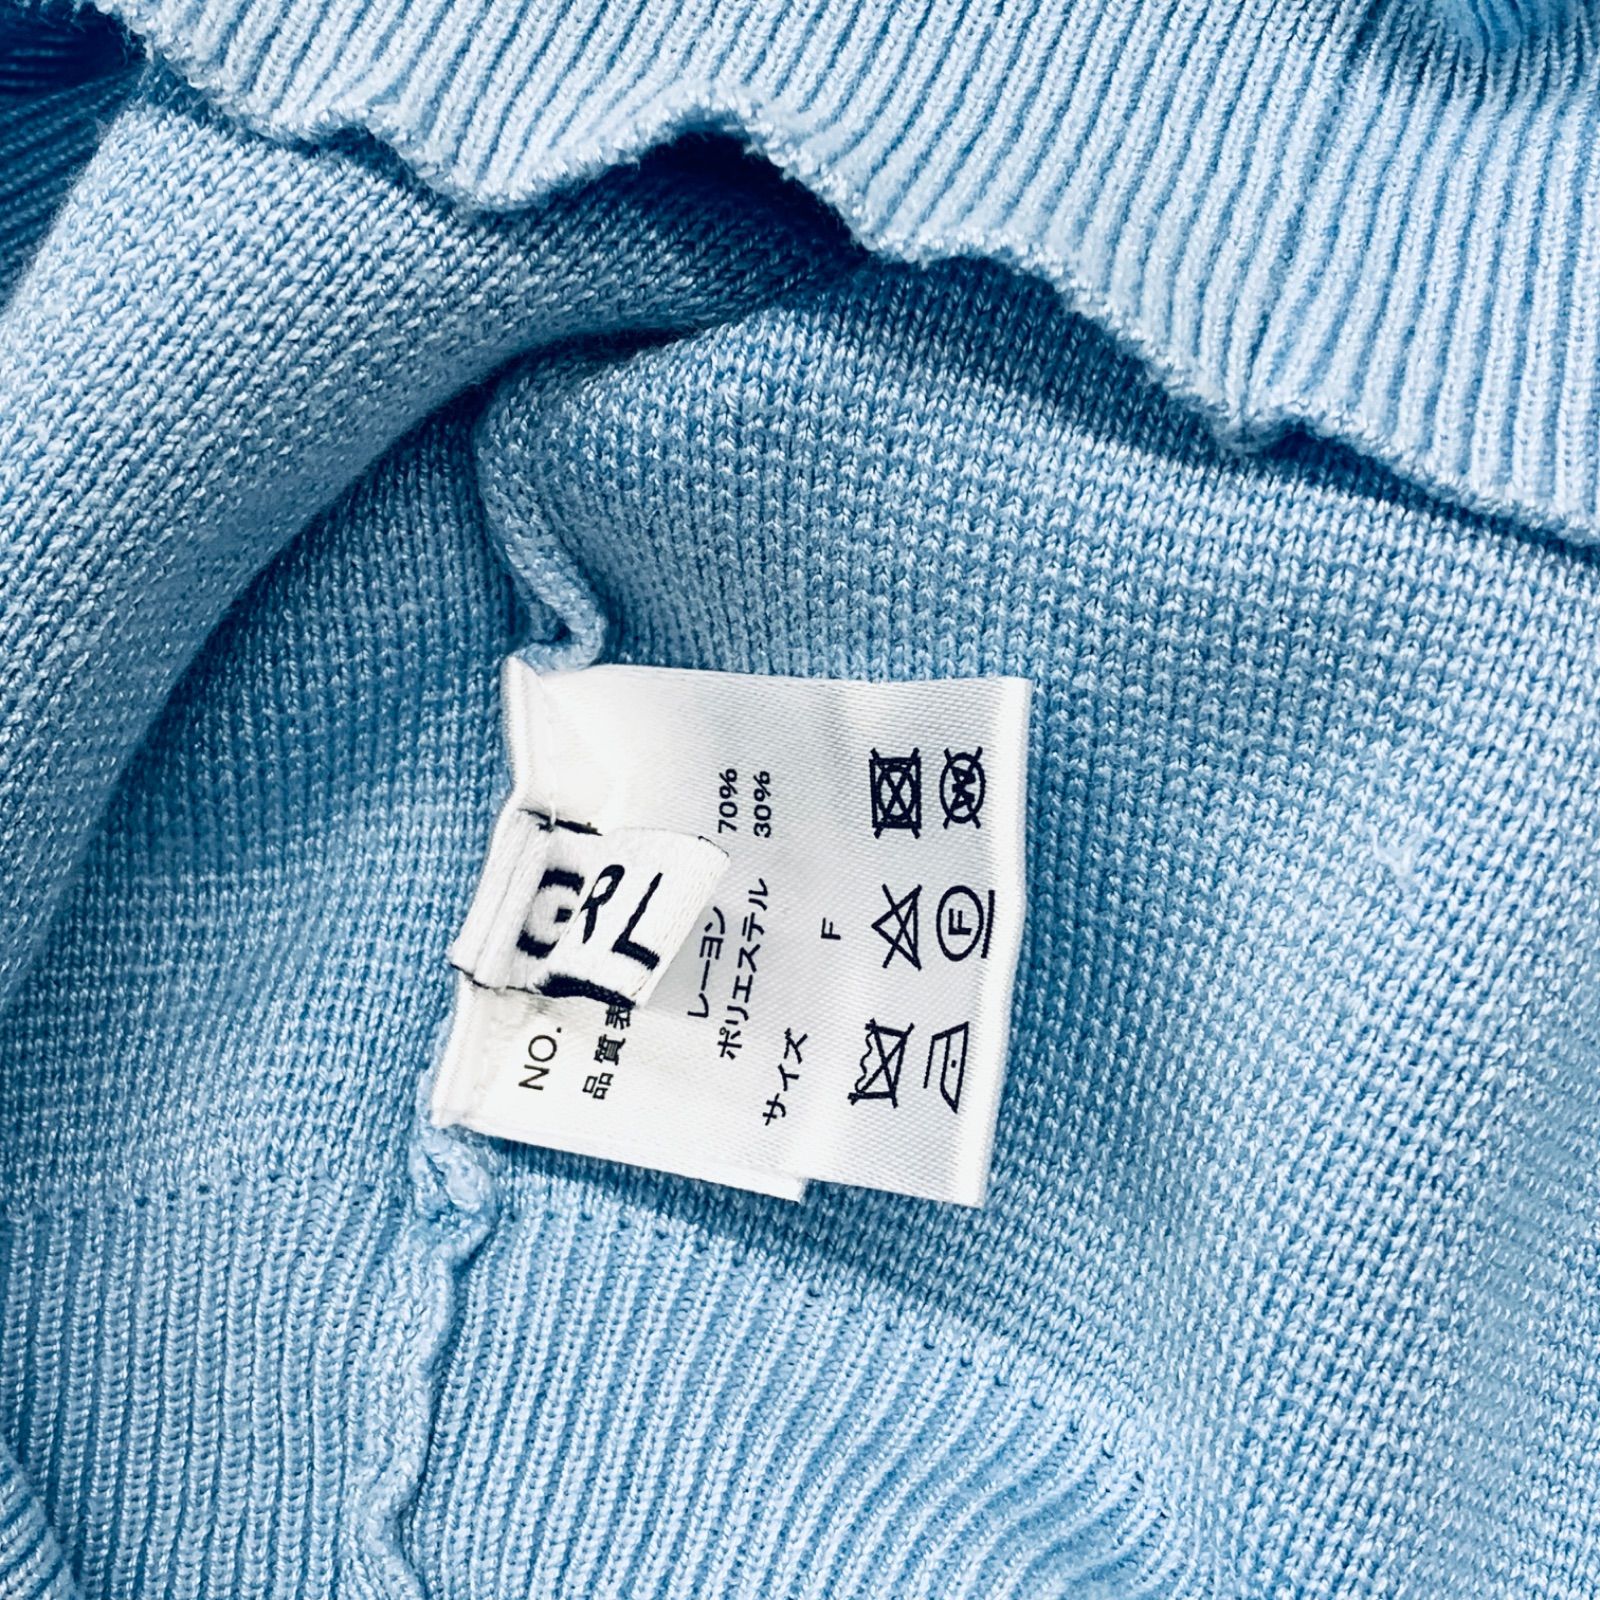 GRL
NO.
品質表
レーヨン 70%
ポリエステル 30%
サイズ F